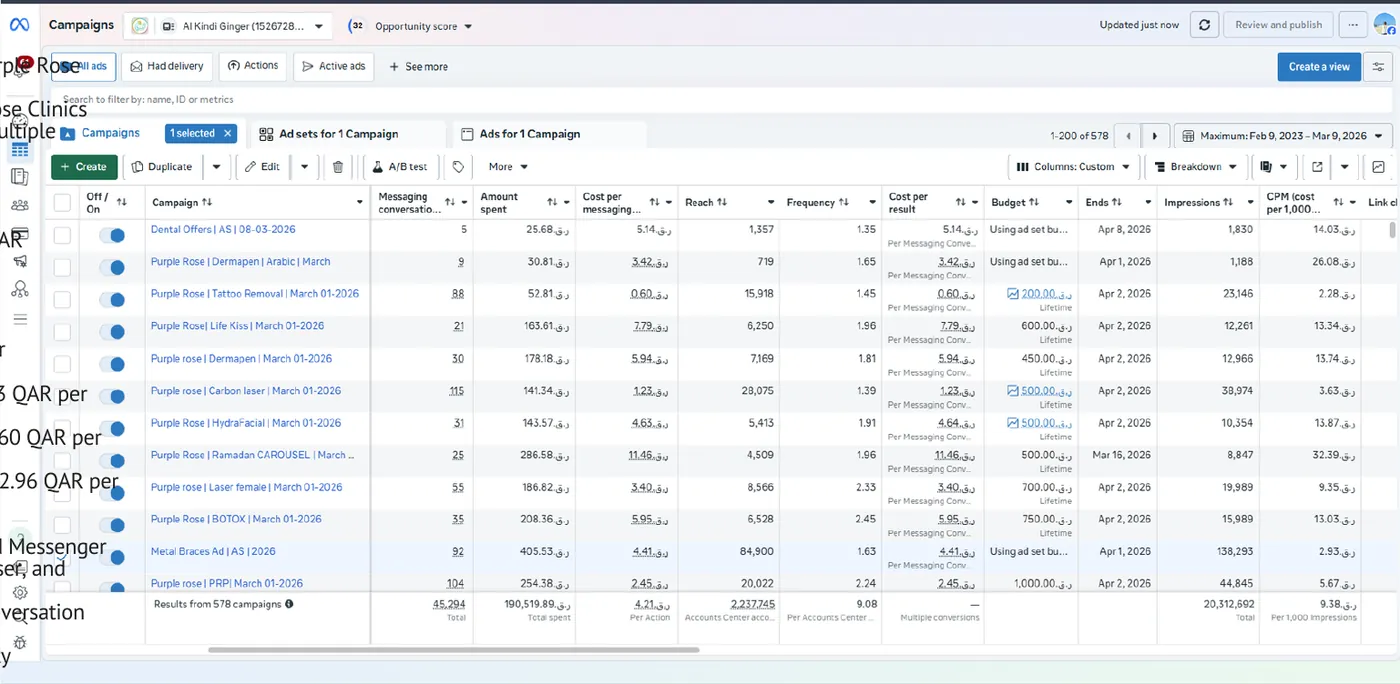 Campaigns
Al Kindi Ginger (1526728...
32
Opportunity score
Updated just now
Review and publish
rple Rose
All ads
Had delivery
Actions
Active ads
See more
Create a view
Search to filter by: name, ID or metrics
ose Clinics
ultiple
Campaigns
1 selected
Ad sets for 1 Campaign
Ads for 1 Campaign
1-200 of 578
Maximum: Feb 9, 2023 – Mar 9, 2026
+ Create
Duplicate
Edit
A/B test
More
Columns: Custom
Breakdown
Off / On
Campaign
Messaging conversatio...
Amount spent
Cost per messaging...
Reach
Frequency
Cost per result
Budget
Ends
Impressions
CPM (cost per 1,000...
Link cl
AR
Dental Offers | AS | 08-03-2026 5 25.68.ر.ق 5.14.ر.ق 1,357 1.35 5.14.ر.ق Using ad set bu... Apr 8, 2026 1,830 14.03.ر.ق
Per Messaging Conve...
Purple Rose | Dermapen | Arabic | March 9 30.81.ر.ق 3.42.ر.ق 719 1.65 3.42.ر.ق Using ad set bu... Apr 1, 2026 1,188 26.08.ر.ق
Per Messaging Conv...
Purple Rose | Tattoo Removal | March 01-2026 88 52.81.ر.ق 0.60.ر.ق 15,918 1.45 0.60.ر.ق 200.00.ر.ق Apr 2, 2026 23,146 2.28.ر.ق
Per Messaging Conv... Lifetime
Purple Rose| Life Kiss | March 01-2026 21 163.61.ر.ق 7.79.ر.ق 6,250 1.96 7.79.ر.ق 600.00.ر.ق Apr 2, 2026 12,261 13.34.ر.ق
Per Messaging Conv... Lifetime
r
Purple rose | Dermapen | March 01-2026 30 178.18.ر.ق 5.94.ر.ق 7,169 1.81 5.94.ر.ق 450.00.ر.ق Apr 2, 2026 12,966 13.74.ر.ق
Per Messaging Conv... Lifetime
3 QAR per
Purple rose | Carbon laser | March 01-2026 115 141.34.ر.ق 1.23.ر.ق 28,075 1.39 1.23.ر.ق 500.00.ر.ق Apr 2, 2026 38,974 3.63.ر.ق
Per Messaging Conv... Lifetime
60 QAR per
Purple Rose | HydraFacial | March 01-2026 31 143.57.ر.ق 4.63.ر.ق 5,413 1.91 4.64.ر.ق 500.00.ر.ق Apr 2, 2026 10,354 13.87.ر.ق
Per Messaging Conv... Lifetime
Purple Rose | Ramadan CAROUSEL | March ... 25 286.58.ر.ق 11.46.ر.ق 4,509 1.96 11.46.ر.ق 500.00.ر.ق Mar 16, 2026 8,847 32.39.ر.ق
Per Messaging Conv... Lifetime
2.96 QAR per
Purple rose | Laser female | March 01-2026 55 186.82.ر.ق 3.40.ر.ق 8,566 2.33 3.40.ر.ق 700.00.ر.ق Apr 2, 2026 19,989 9.35.ر.ق
Per Messaging Conv... Lifetime
Purple Rose | BOTOX | March 01-2026 35 208.36.ر.ق 5.95.ر.ق 6,528 2.45 5.95.ر.ق 750.00.ر.ق Apr 2, 2026 15,989 13.03.ر.ق
Per Messaging Conv... Lifetime
l Messenger
Metal Braces Ad | AS | 2026 92 405.53.ر.ق 4.41.ر.ق 84,900 1.63 4.41.ر.ق Using ad set bu... Apr 1, 2026 138,293 2.93.ر.ق
Per Messaging Conv...
ser, and
Purple rose | PRP| March 01-2026 104 254.38.ر.ق 2.45.ر.ق 20,022 2.24 2.45.ر.ق 1,000.00.ر.ق Apr 2, 2026 44,845 5.67.ر.ق
Results from 578 campaigns 45,294 190,519.89.ر.ق 4.21.ر.ق 2,237,745 9.08 — 20,312,692 9.38.ر.ق
Total Total spent Per Action Accounts Center acco... Per Accounts Center ... Multiple conversions Total Per 1,000 Impressions
nversation
ty